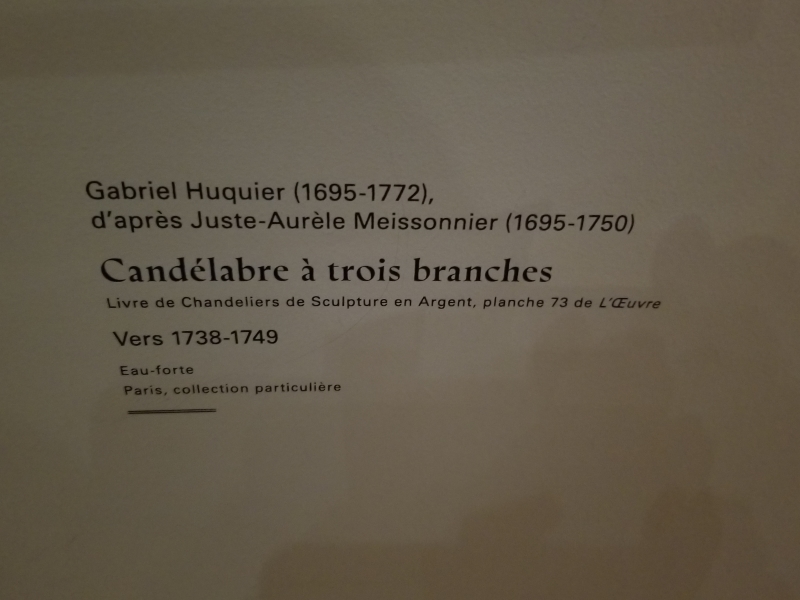 Gabriel Huquier (1695-1772),
d'après Juste-Aurèle Meissonnier (1695-1750)
Candélabre à trois branches
Livre de Chandeliers de Sculpture en Argent, planche 73 de L'Œuvre
Vers 1738-1749
Eau-forte
Paris, collection particulière